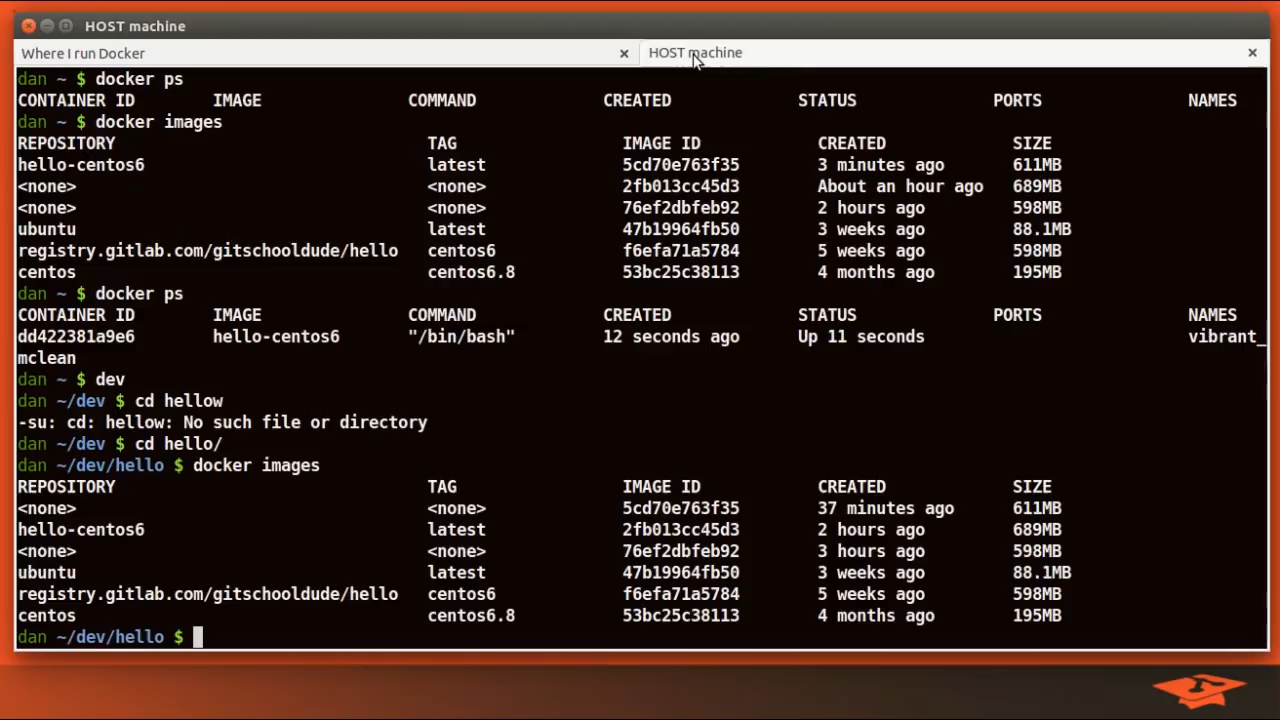 HOST machine
Where I run Docker × HOST machine ×
dan ~ $ docker ps
CONTAINER ID IMAGE COMMAND CREATED STATUS PORTS NAMES
dan ~ $ docker images
REPOSITORY TAG IMAGE ID CREATED SIZE
hello-centos6 latest 5cd70e763f35 3 minutes ago 611MB
<none> <none> 2fb013cc45d3 About an hour ago 689MB
<none> <none> 76ef2dbfeb92 2 hours ago 598MB
ubuntu latest 47b19964fb50 3 weeks ago 88.1MB
registry.gitlab.com/gitschooldude/hello centos6 f6efa71a5784 5 weeks ago 598MB
centos centos6.8 53bc25c38113 4 months ago 195MB
dan ~ $ docker ps
CONTAINER ID IMAGE COMMAND CREATED STATUS PORTS NAMES
dd422381a9e6 hello-centos6 "/bin/bash" 12 seconds ago Up 11 seconds vibrant_
mclean
dan ~ $ dev
dan ~/dev $ cd hellow
-su: cd: hellow: No such file or directory
dan ~/dev $ cd hello/
dan ~/dev/hello $ docker images
REPOSITORY TAG IMAGE ID CREATED SIZE
<none> <none> 5cd70e763f35 37 minutes ago 611MB
hello-centos6 latest 2fb013cc45d3 2 hours ago 689MB
<none> <none> 76ef2dbfeb92 3 hours ago 598MB
ubuntu latest 47b19964fb50 3 weeks ago 88.1MB
registry.gitlab.com/gitschooldude/hello centos6 f6efa71a5784 5 weeks ago 598MB
centos centos6.8 53bc25c38113 4 months ago 195MB
dan ~/dev/hello $